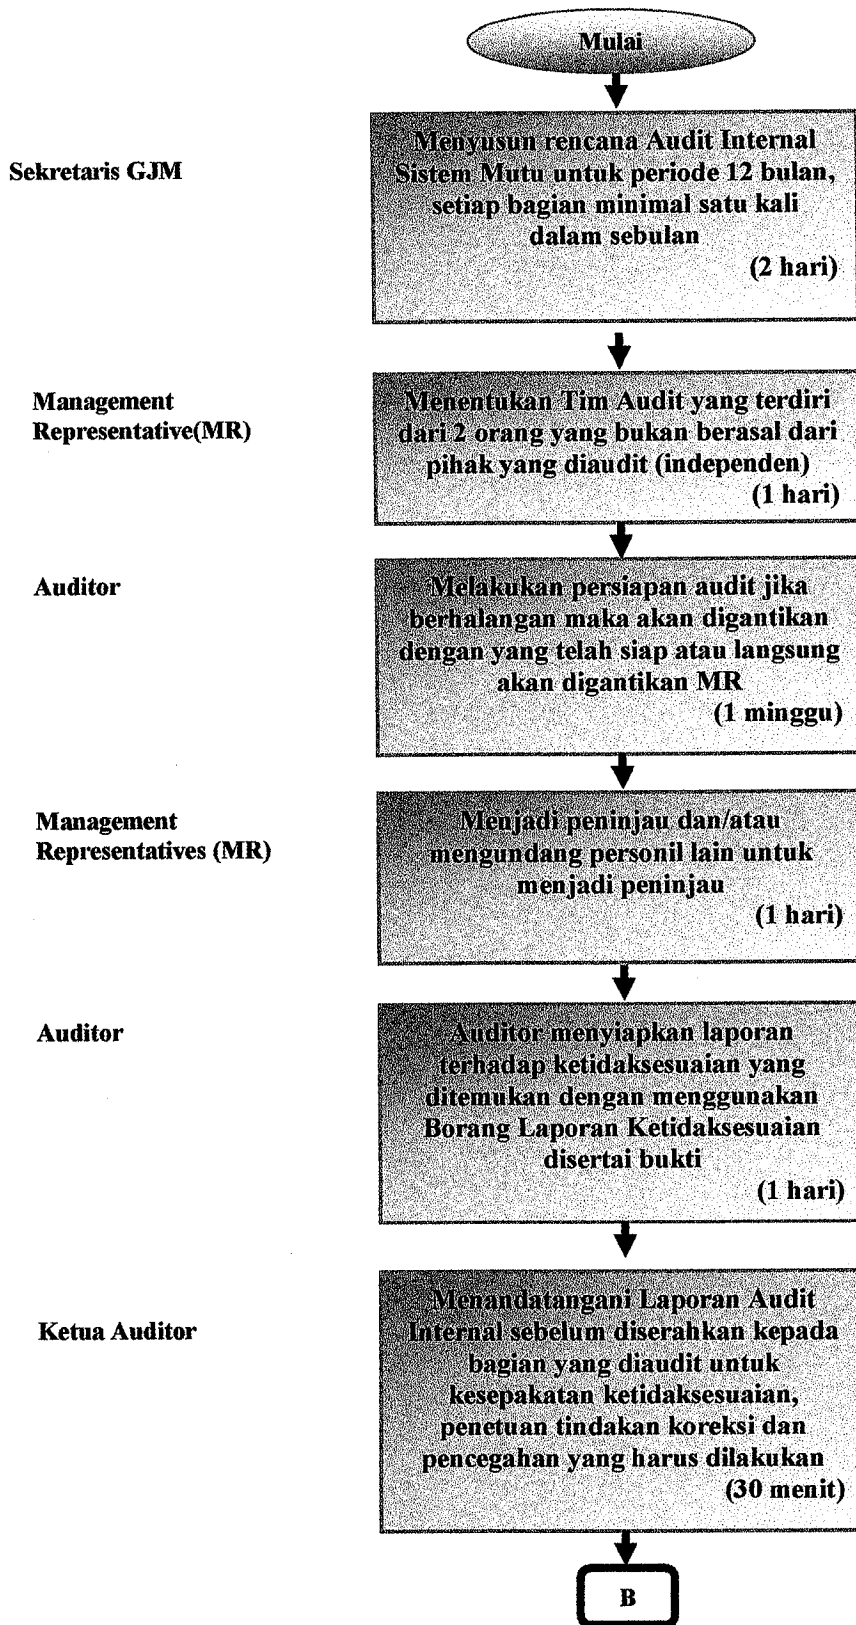 Mulai
Sekretaris GJM
Menyusun rencana Audit Internal
Sistem Mutu untuk periode 12 bulan,
setiap bagian minimal satu kali
dalam sebulan
(2 hari)
Management
Representative(MR)
Menentukan Tim Audit yang terdiri
dari 2 orang yang bukan berasal dari
pihak yang diaudit (independen)
(1 hari)
Auditor
Melakukan persiapan audit jika
berhalangan maka akan digantikan
dengan yang telah siap atau langsung
akan digantikan MR
(1 minggu)
Management
Representatives (MR)
Menjadi peninjau dan/atau
mengundang personil lain untuk
menjadi peninjau
(1 hari)
Auditor
Auditor menyiapkan laporan
terhadap ketidaksesuaian yang
ditemukan dengan menggunakan
Borang Laporan Ketidaksesuaian
disertai bukti
(1 hari)
Ketua Auditor
Menandatangani Laporan Audit
Internal sebelum diserahkan kepada
bagian yang diaudit untuk
kesepakatan ketidaksesuaian,
penetuan tindakan koreksi dan
pencegahan yang harus dilakukan
(30 menit)
B